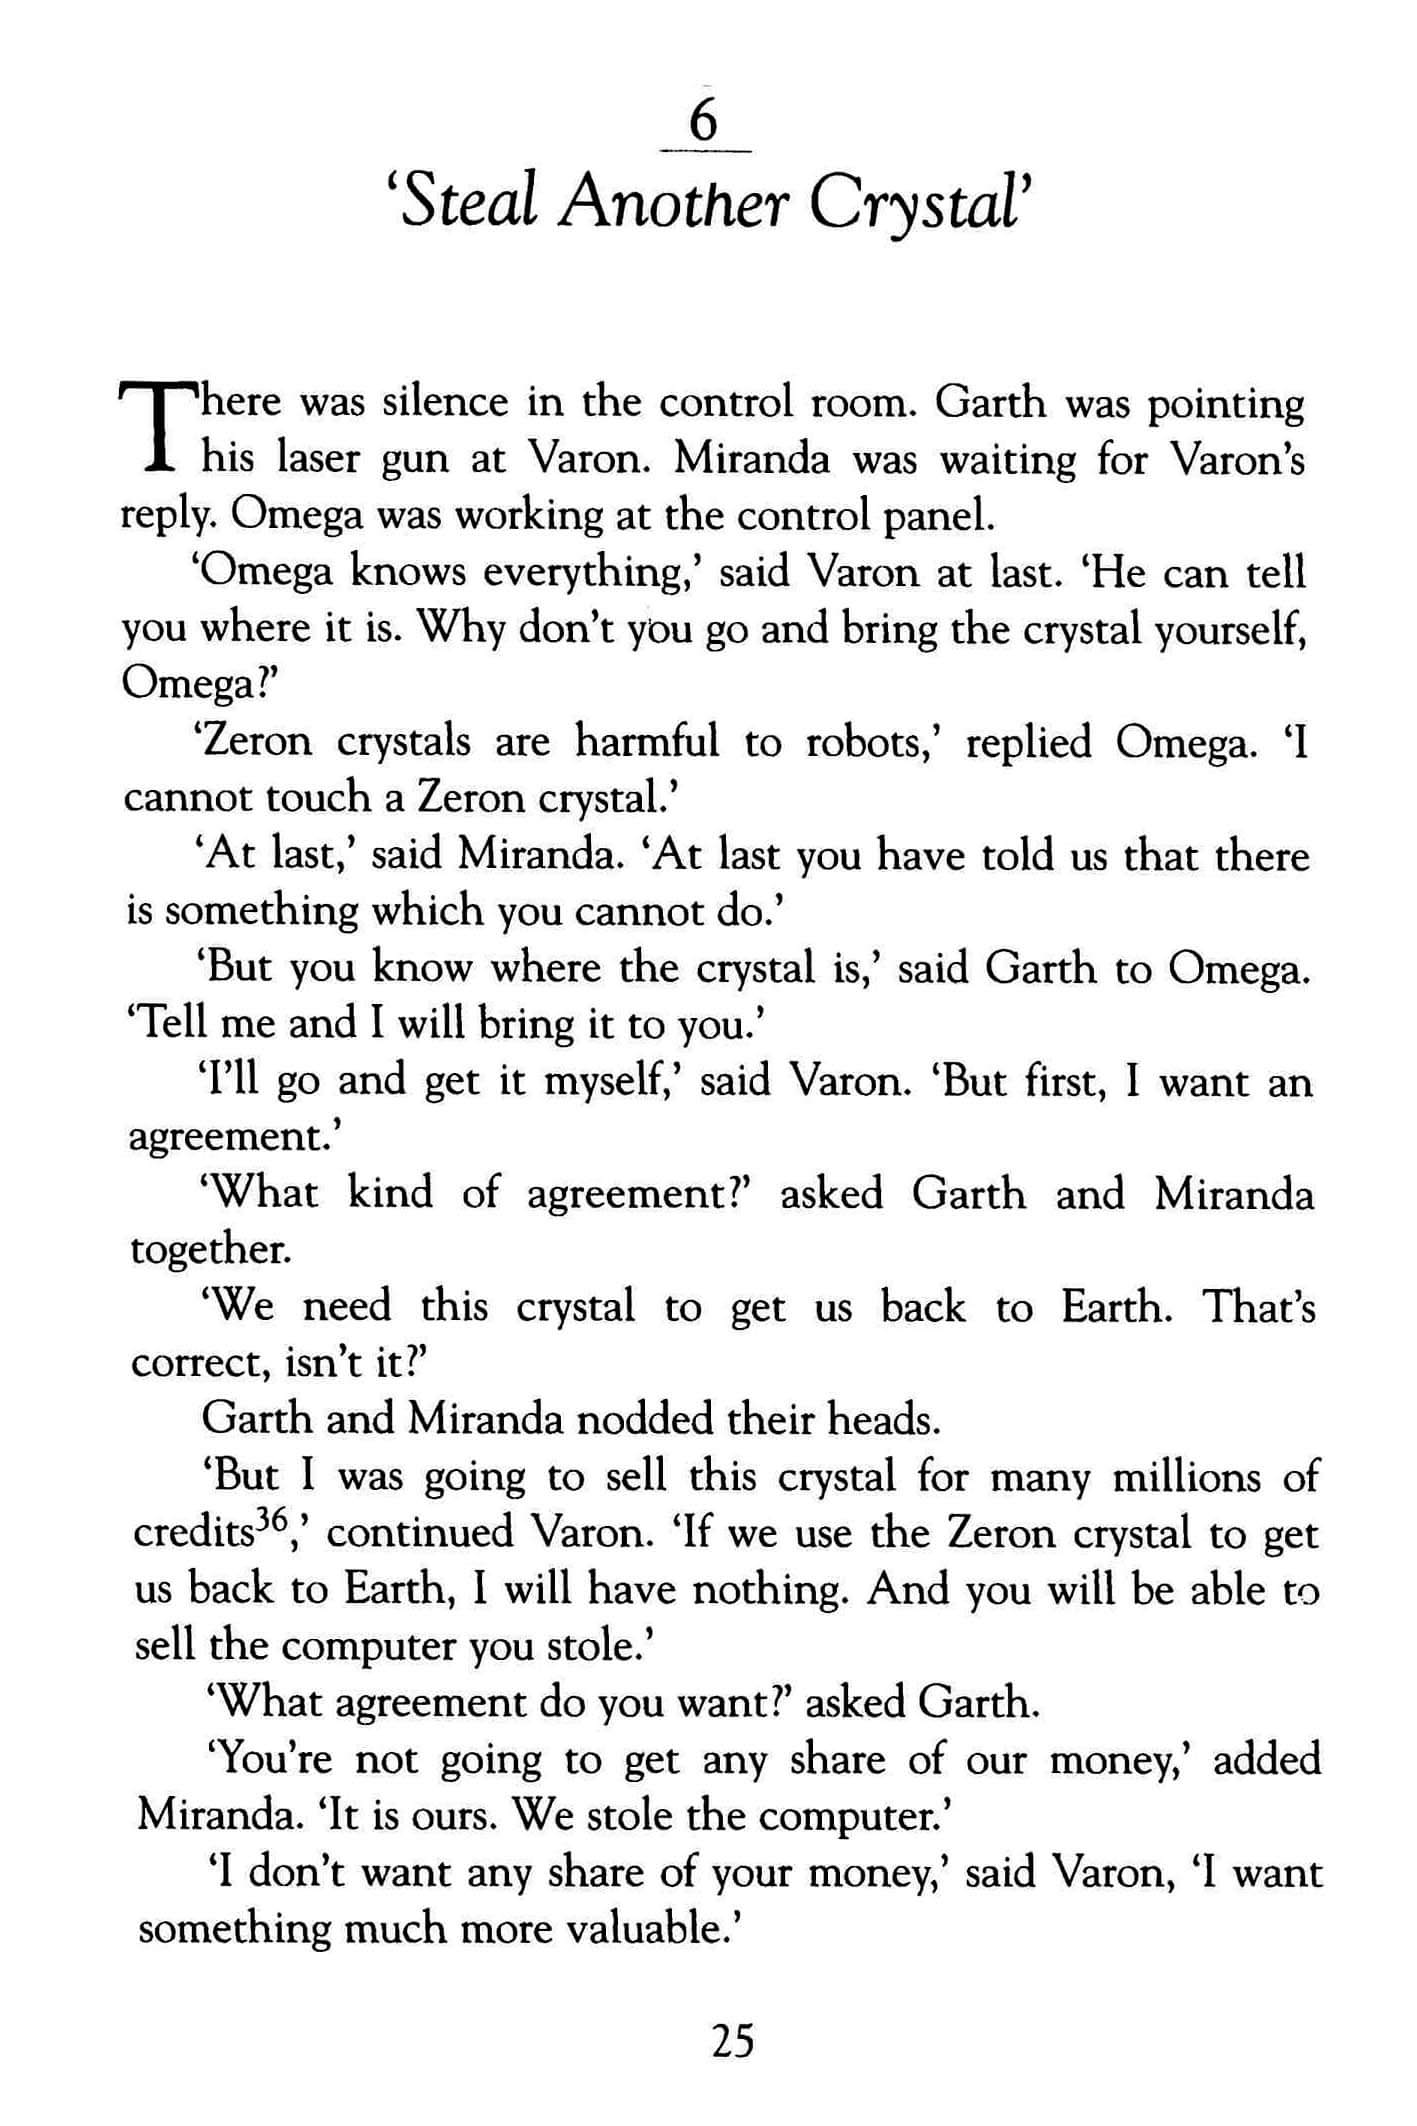 6
‘Steal Another Crystal’
There was silence in the control room. Garth was pointing
his laser gun at Varon. Miranda was waiting for Varon’s
reply. Omega was working at the control panel.
‘Omega knows everything,’ said Varon at last. ‘He can tell
you where it is. Why don’t you go and bring the crystal yourself,
Omega?’
‘Zeron crystals are harmful to robots,’ replied Omega. ‘I
cannot touch a Zeron crystal.’
‘At last,’ said Miranda. ‘At last you have told us that there
is something which you cannot do.’
‘But you know where the crystal is,’ said Garth to Omega.
‘Tell me and I will bring it to you.’
‘I’ll go and get it myself,’ said Varon. ‘But first, I want an
agreement.’
‘What kind of agreement?’ asked Garth and Miranda
together.
‘We need this crystal to get us back to Earth. That’s
correct, isn’t it?’
Garth and Miranda nodded their heads.
‘But I was going to sell this crystal for many millions of
credits³⁶,’ continued Varon. ‘If we use the Zeron crystal to get
us back to Earth, I will have nothing. And you will be able to
sell the computer you stole.’
‘What agreement do you want?’ asked Garth.
‘You’re not going to get any share of our money,’ added
Miranda. ‘It is ours. We stole the computer.’
‘I don’t want any share of your money,’ said Varon, ‘I want
something much more valuable.’
25